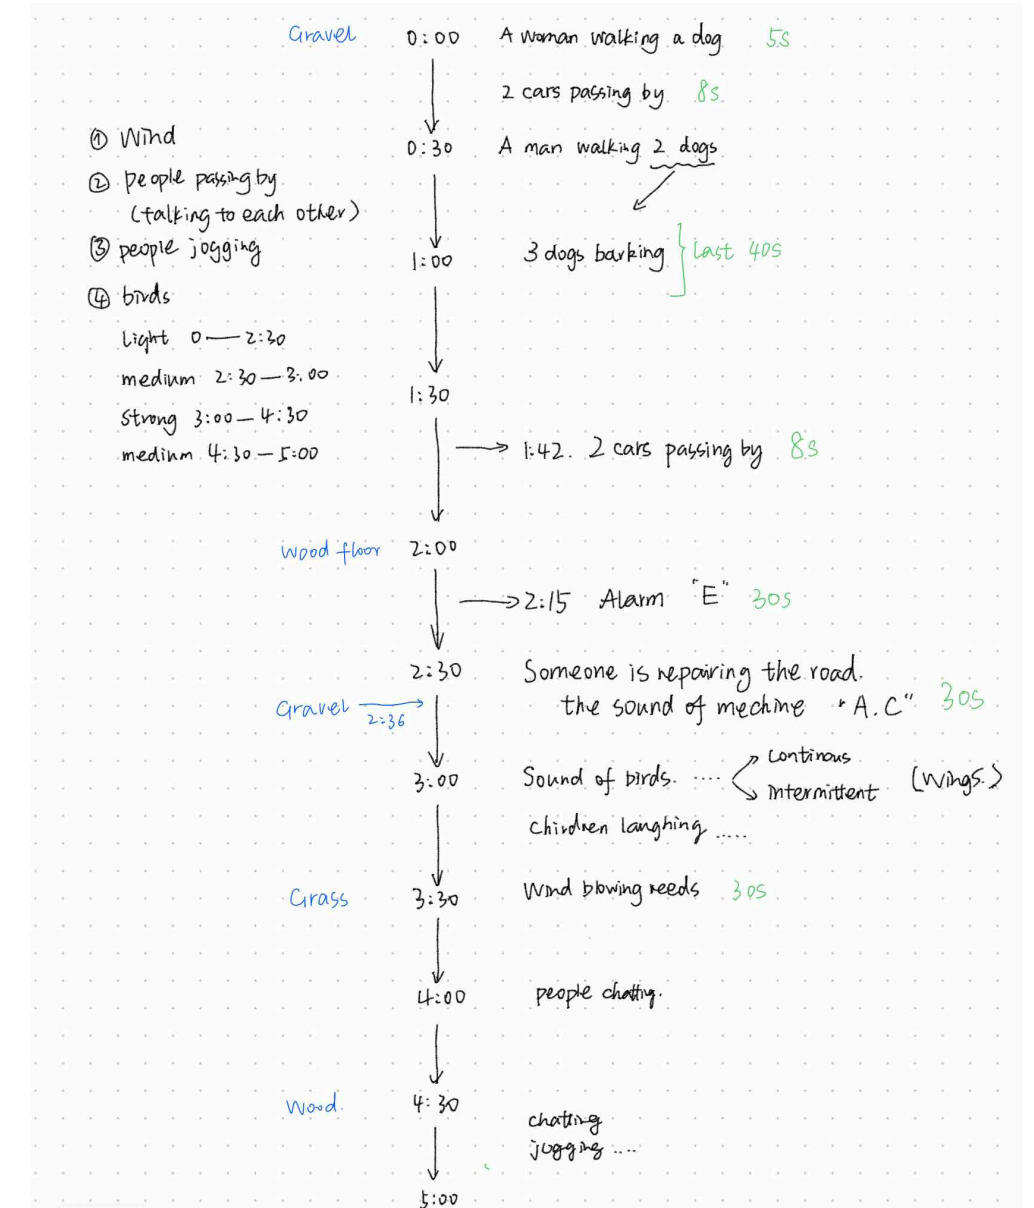 Gravel 0:00 A woman walking a dog 5s
2 cars passing by 8s
① Wind
0:30 A man walking 2 dogs
② people passing by
(talking to each other)
③ people jogging
1:00 3 dogs barking Last 40s
④ birds
Light 0 — 2:30
medium 2:30 — 3:00
1:30
Strong 3:00 — 4:30
medium 4:30 — 5:00
1:42. 2 cars passing by 8s
Wood floor 2:00
2:15 Alarm "E" 30s
2:30 Someone is repairing the road.
the sound of mechine "A.C" 30s
Gravel 2:36
3:00 Sound of birds. .... Continous
Intermittent (wings.)
chirdren langhing .....
Grass 3:30 Wind blowing reeds 30s
4:00 people chatting.
Wood. 4:30
chatting
jogging ....
5:00